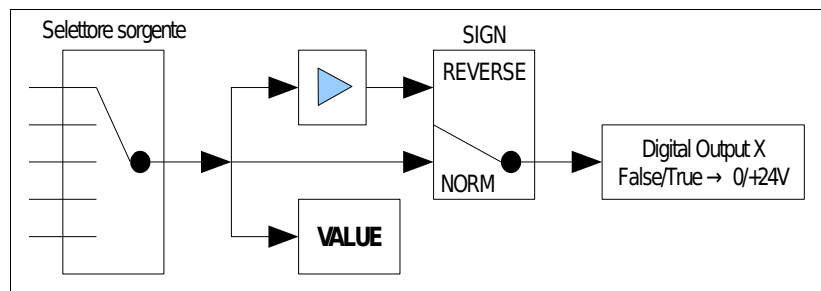 Selettore sorgente
SIGN
REVERSE
NORM
VALUE
Digital Output X
False/True → 0/+24V